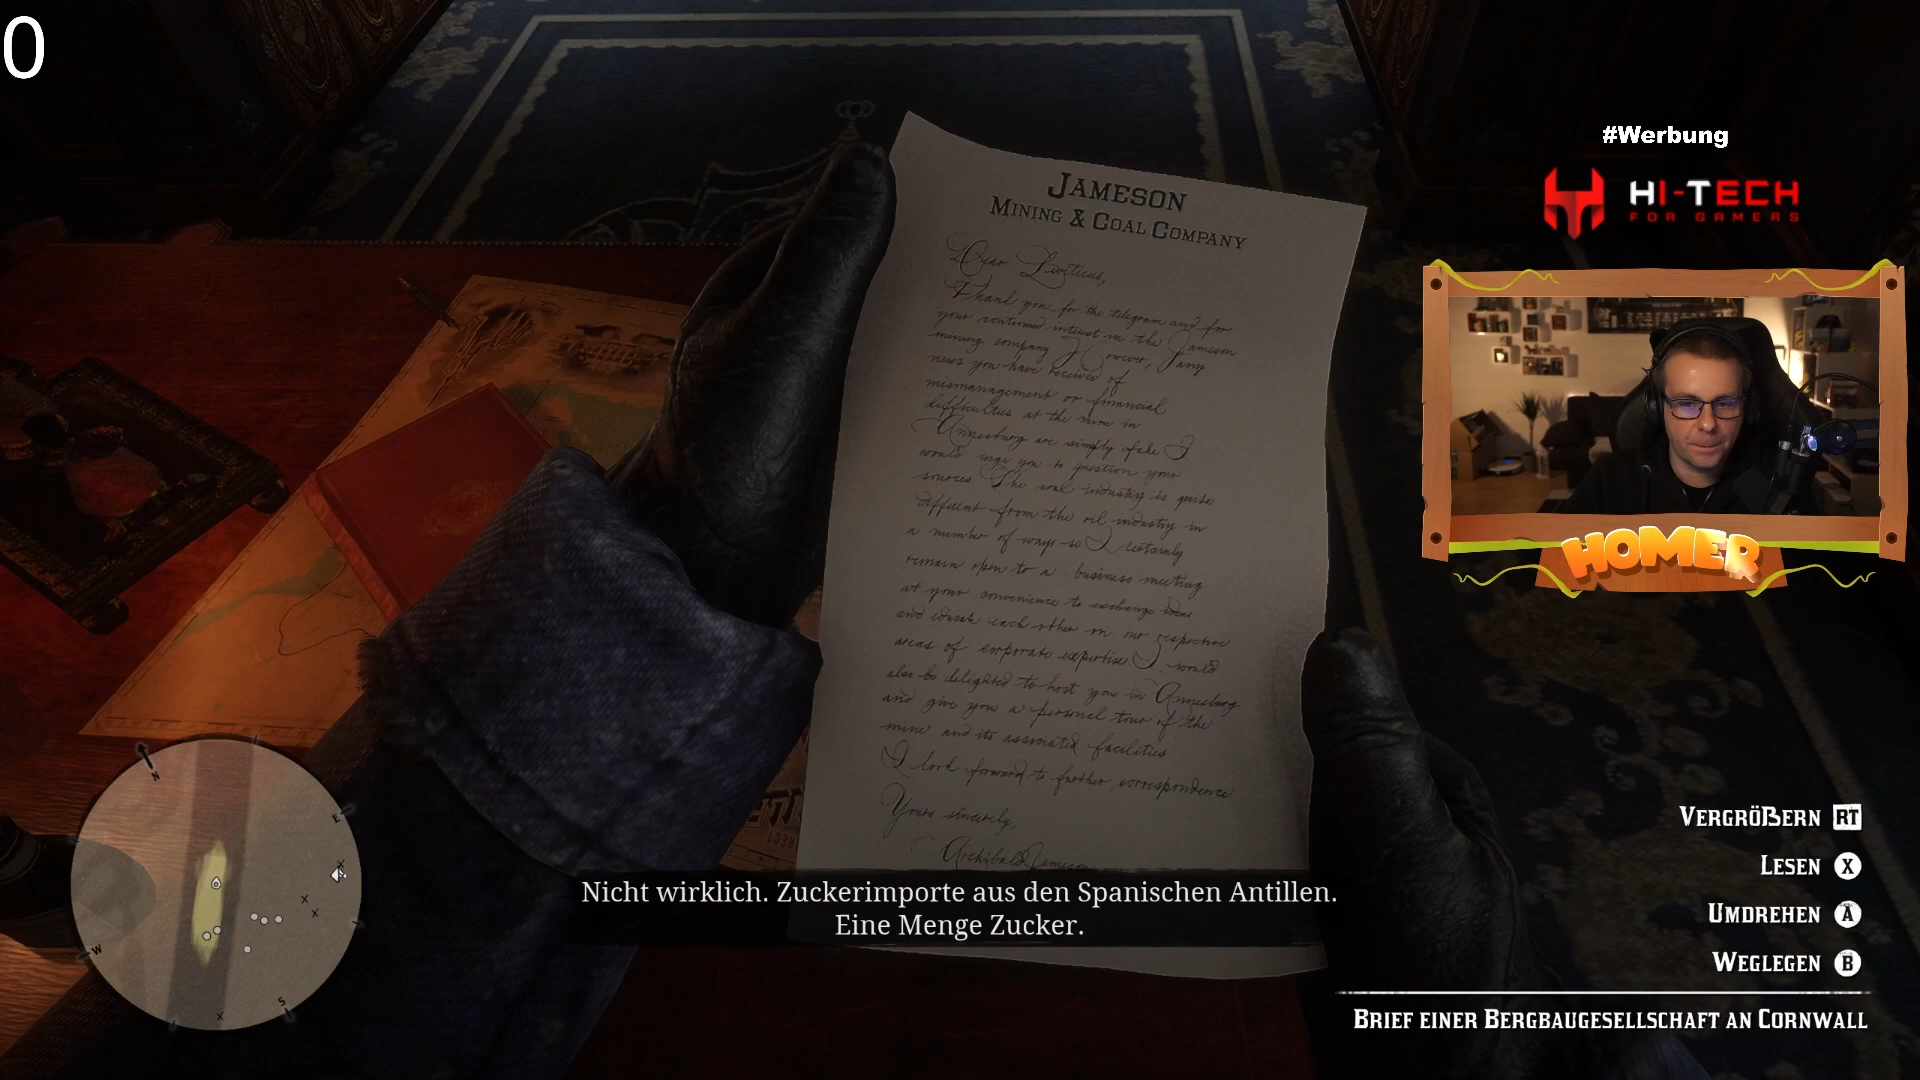 0
#Werbung
HI-TECH
FOR GAMERS
HOMER
JAMESON
MINING & COAL COMPANY
Dear Leviticus,
Thank you for the telegram and for
your continued interest in the Jameson
mining company I However, I any
news you have received of
mismanagement or financial
difficulties at the mine in
Annesburg are simply fake I
would urge you to question your
sources The coal industry is quite
different from the oil industry in
a number of ways so I certainly
remain open to a business meeting
at your convenience to exchange ideas
and consult each other on our respective
areas of corporate expertise I would
also be delighted to host you in Annesburg
and give you a personal tour of the
mine and its associated facilities
I look forward to further correspondence
Yours sincerely,
Archibald Jameson
Nicht wirklich. Zuckerimporte aus den Spanischen Antillen.
Eine Menge Zucker.
N
E
W
S
VERGRÖẞERN RT
LESEN X
UMDREHEN A
WEGLEGEN B
BRIEF EINER BERGBAUGESELLSCHAFT AN CORNWALL